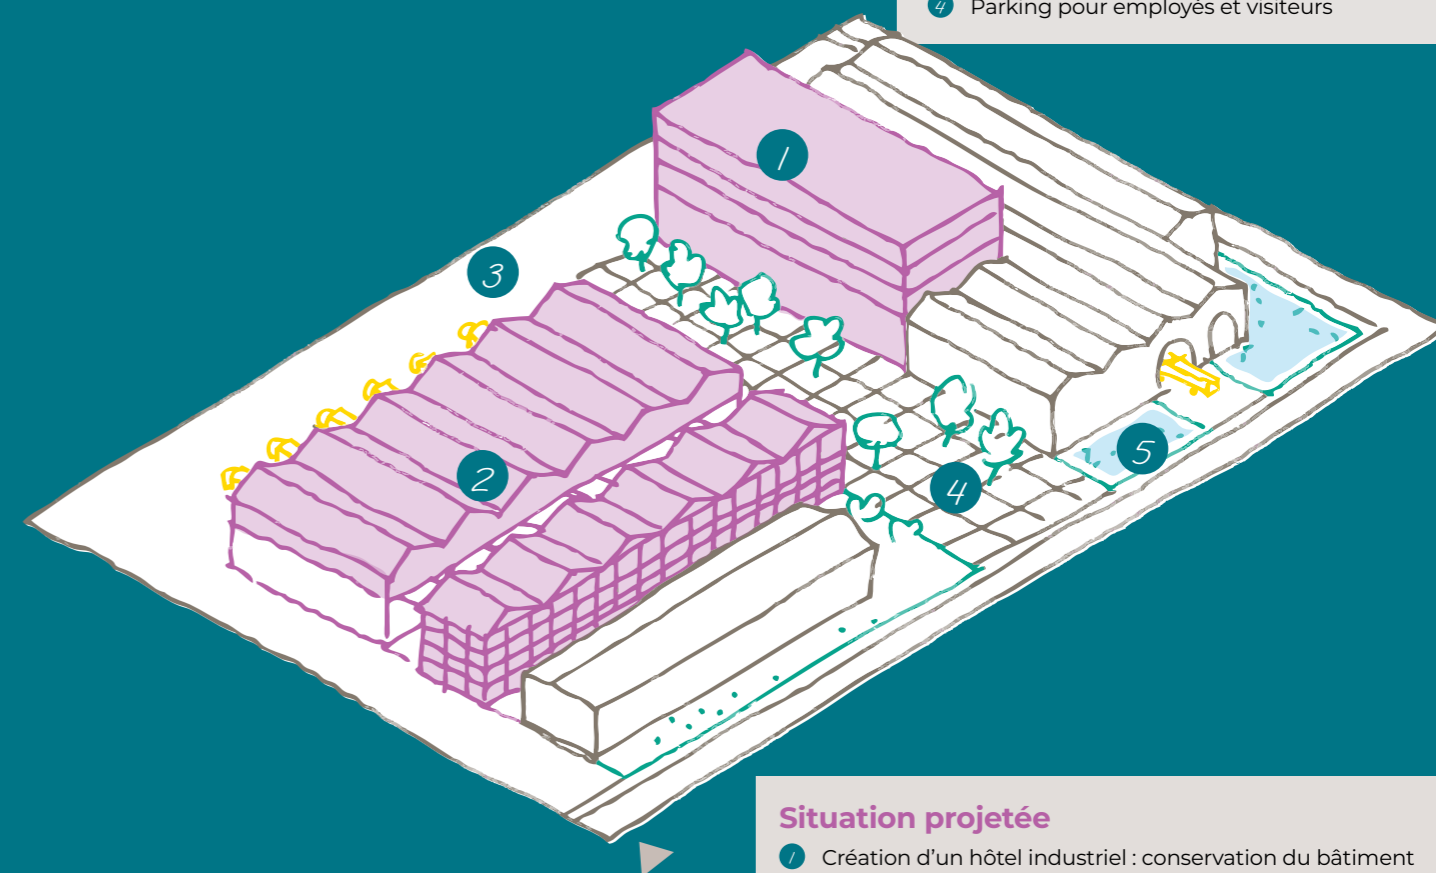 4 Parking pour employés et visiteurs
1
3
2
4
5
Situation projetée
1 Création d’un hôtel industriel : conservation du bâtiment